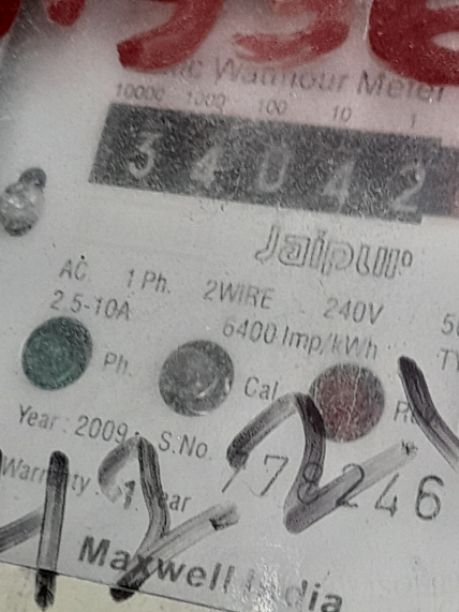 Watthour Meter
10000 1000 100 10 1
3 4 0 4 2
Jaipur
AC 1 Ph. 2WIRE 240V
2.5-10A 6400 Imp/kWh
Ph. Cal
Year : 2009 S.No. 778246
Warranty
Maxwell India